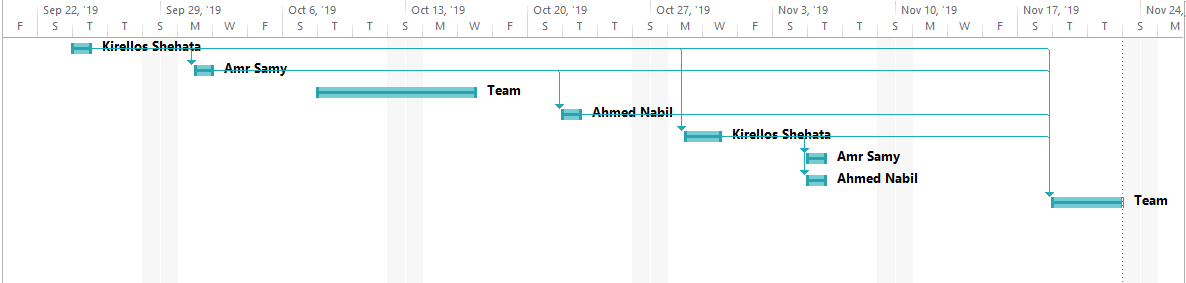 Sep 22, '19 Sep 29, '19 Oct 6, '19 Oct 13, '19 Oct 20, '19 Oct 27, '19 Nov 3, '19 Nov 10, '19 Nov 17, '19 Nov 24,
F S T T S M W F S T T S M W F S T T S M W F S T T S M W F S T T S M
Kirellos Shehata
Amr Samy
Team
Ahmed Nabil
Kirellos Shehata
Amr Samy
Ahmed Nabil
Team